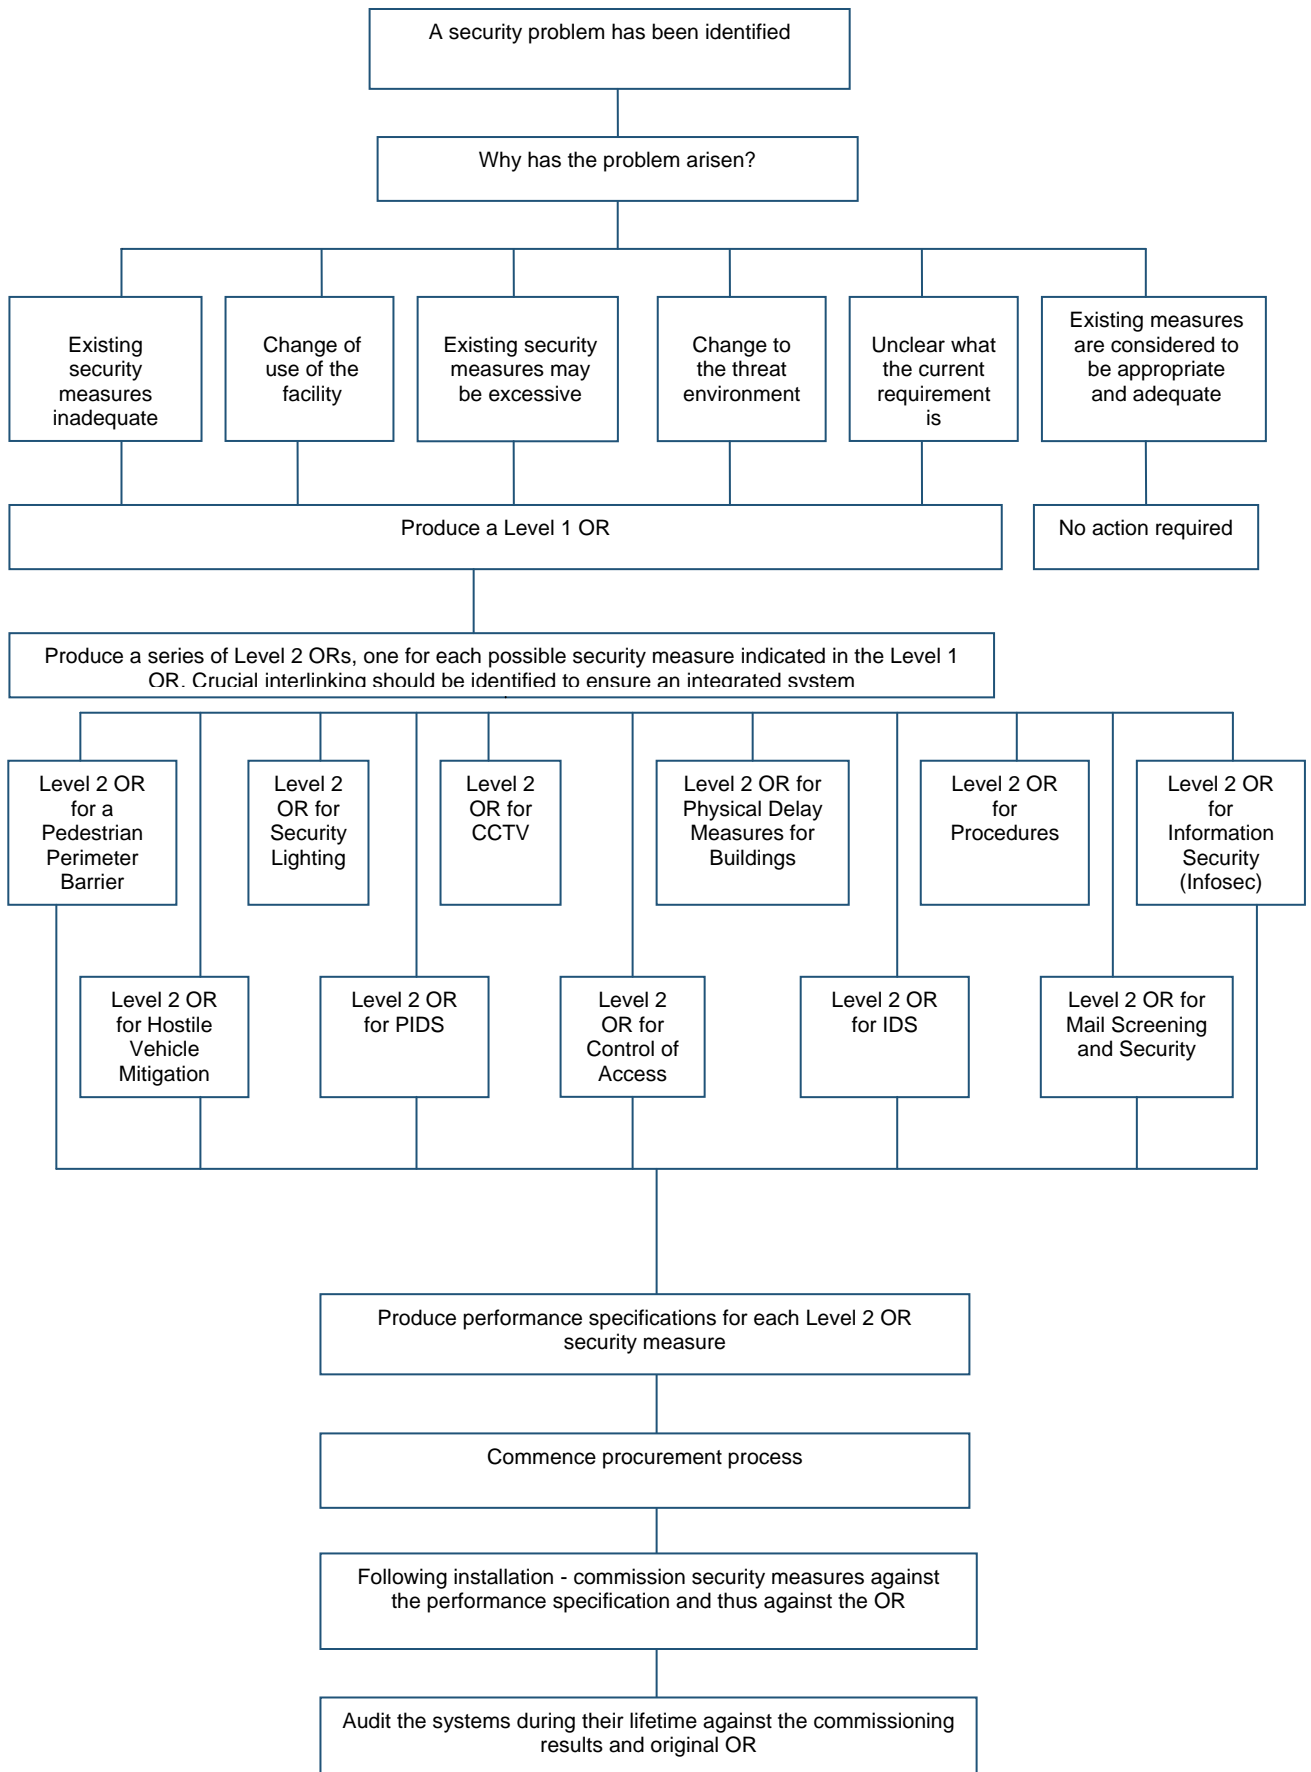 A security problem has been identified
Why has the problem arisen?
Existing
security
measures
inadequate
Change of
use of the
facility
Existing security
measures may
be excessive
Change to
the threat
environment
Unclear what
the current
requirement
is
Existing measures
are considered to
be appropriate
and adequate
Produce a Level 1 OR
No action required
Produce a series of Level 2 ORs, one for each possible security measure indicated in the Level 1
OR. Crucial interlinking should be identified to ensure an integrated system
Level 2 OR
for a
Pedestrian
Perimeter
Barrier
Level 2
OR for
Security
Lighting
Level 2
OR for
CCTV
Level 2 OR for
Physical Delay
Measures for
Buildings
Level 2 OR
for
Procedures
Level 2 OR
for
Information
Security
(Infosec)
Level 2 OR
for Hostile
Vehicle
Mitigation
Level 2 OR
for PIDS
Level 2
OR for
Control of
Access
Level 2 OR
for IDS
Level 2 OR for
Mail Screening
and Security
Produce performance specifications for each Level 2 OR
security measure
Commence procurement process
Following installation - commission security measures against
the performance specification and thus against the OR
Audit the systems during their lifetime against the commissioning
results and original OR